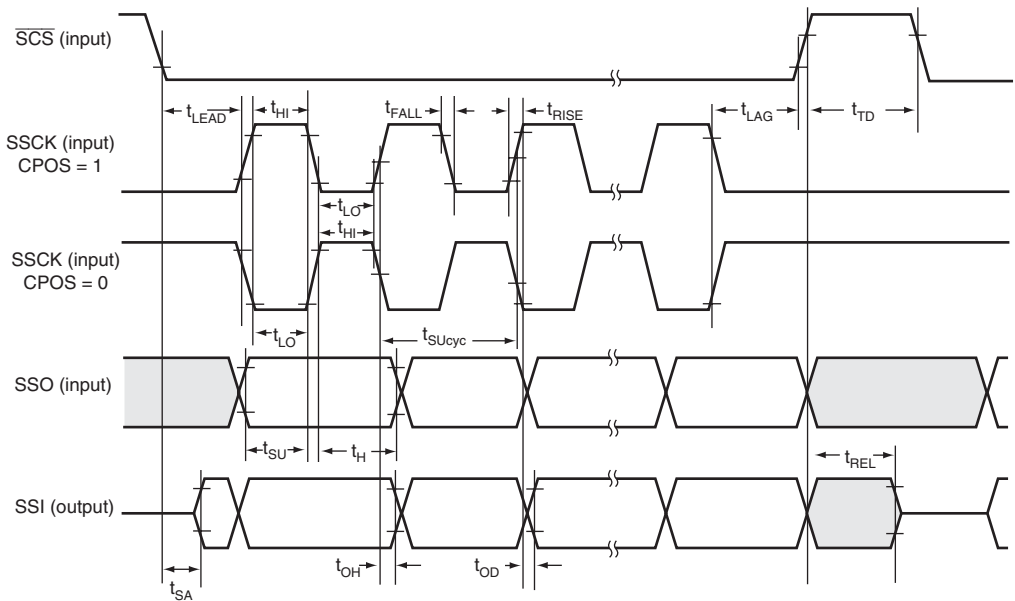 SCS (input)
tLEAD
tHI
tFALL
tRISE
tLAG
tTD
SSCK (input)
CPOS = 1
tLO
tHI
SSCK (input)
CPOS = 0
tLO
tSUcyc
SSO (input)
tSU
tH
tREL
SSI (output)
tOH
tOD
tSA